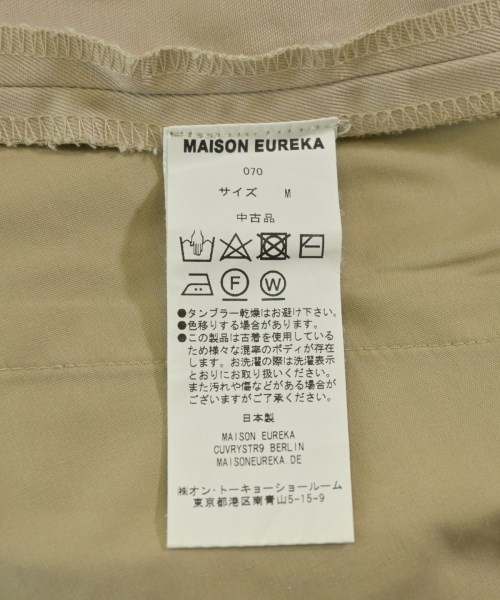 MAISON EUREKA
070
サイズ M
中古品
F W
●タンブラー乾燥はお避け下さい。
●色移りする場合があります。
●この製品は古着を使用している
ため様々な混率のボディが存在
します。お洗濯の際は洗濯表示
とおりにお取り扱いください。
また汚れや傷などがある場合が
ございますがご了承ください。
日本製
MAISON EUREKA
CUVRYSTR9 BERLIN
MAISONEUREKA.DE
㈱オン・トーキョーショールーム
東京都港区南青山5-15-9